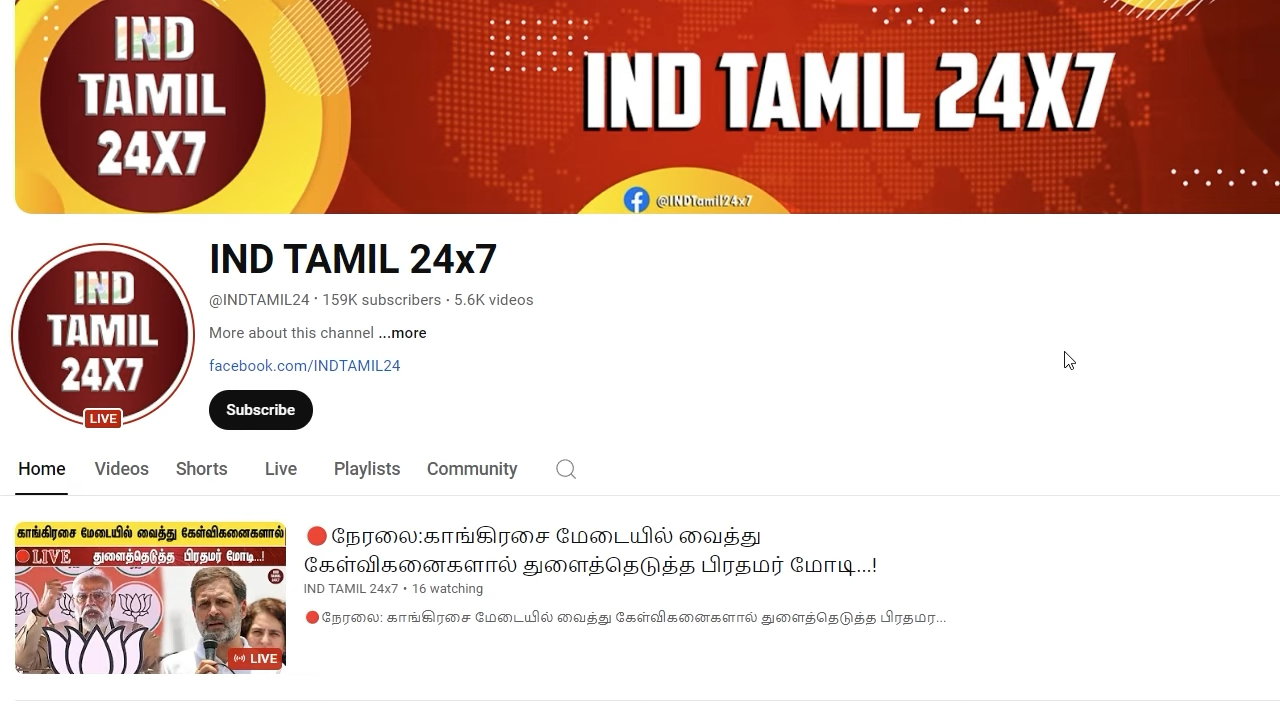 IND
TAMIL
24X7
IND TAMIL 24X7
@INDTamil24x7
IND
TAMIL
24X7
LIVE
IND TAMIL 24x7
@INDTAMIL24 · 159K subscribers · 5.6K videos
More about this channel ...more
facebook.com/INDTAMIL24
Subscribe
Home Videos Shorts Live Playlists Community
காங்கிரசை மேடையில் வைத்து கேள்விகனைகளால்
LIVE துளைத்தெடுத்த பிரதமர் மோடி...!
LIVE
🔴நேரலை:காங்கிரசை மேடையில் வைத்து
கேள்விகனைகளால் துளைத்தெடுத்த பிரதமர் மோடி...!
IND TAMIL 24x7 • 16 watching
🔴நேரலை: காங்கிரசை மேடையில் வைத்து கேள்விகனைகளால் துளைத்தெடுத்த பிரதமர...